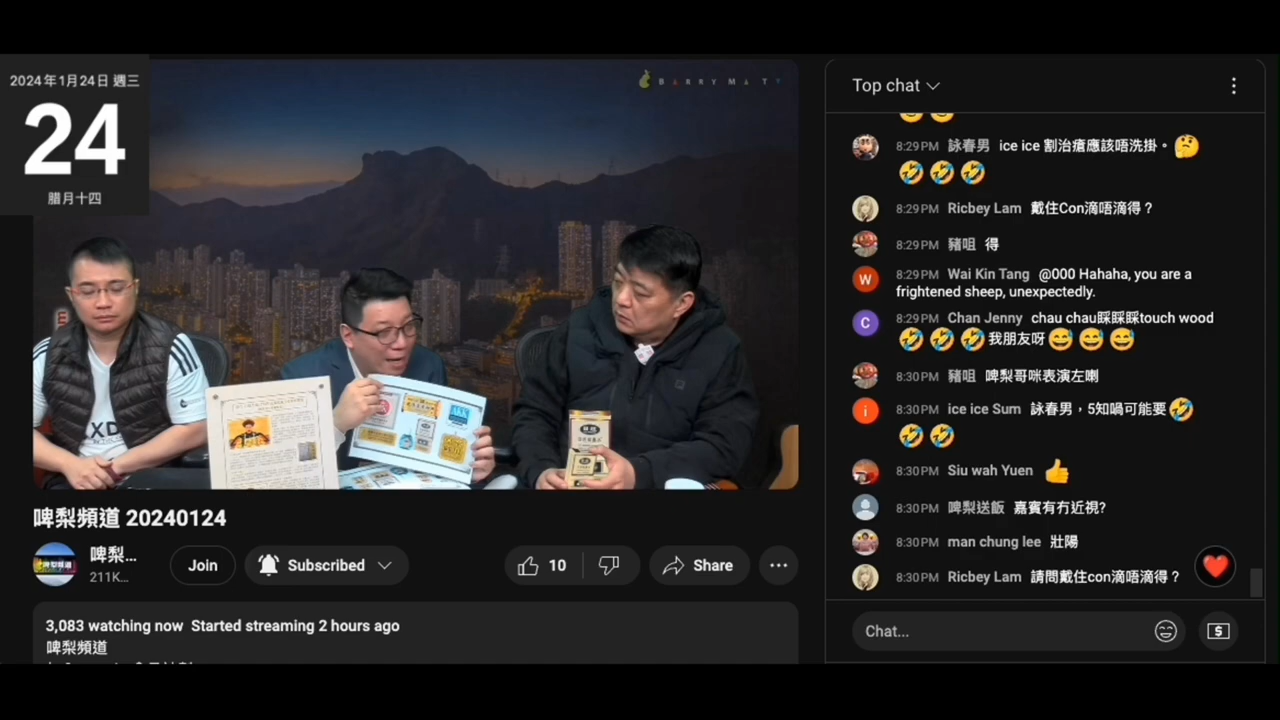 2024年1月24日 週三
24
腊月十四
BARRY MA TY
XD
AXN
啤梨頻道 20240124
啤梨...
211K...
Join
Subscribed
10
Share
3,083 watching now Started streaming 2 hours ago
啤梨頻道
Top chat
8:29PM 詠春男 ice ice 割治瘡應該唔洗掛。🤔
🤣🤣🤣
8:29PM Ricbey Lam 戴住Con滴唔滴得？
8:29PM 豬咀 得
W
8:29PM Wai Kin Tang @000 Hahaha, you are a
frightened sheep, unexpectedly.
C
8:29PM Chan Jenny chau chau睬睬睬touch wood
🤣🤣🤣我朋友呀😅😅😅
8:30PM 豬咀 啤梨哥咪表演左喇
i
8:30PM ice ice Sum 詠春男，5知喎可能要🤣
🤣🤣
8:30PM Siu wah Yuen 👍
8:30PM 啤梨送飯 嘉賓有冇近視?
8:30PM man chung lee 壯陽
8:30PM Ricbey Lam 請問戴住con滴唔滴得？
Chat...
$